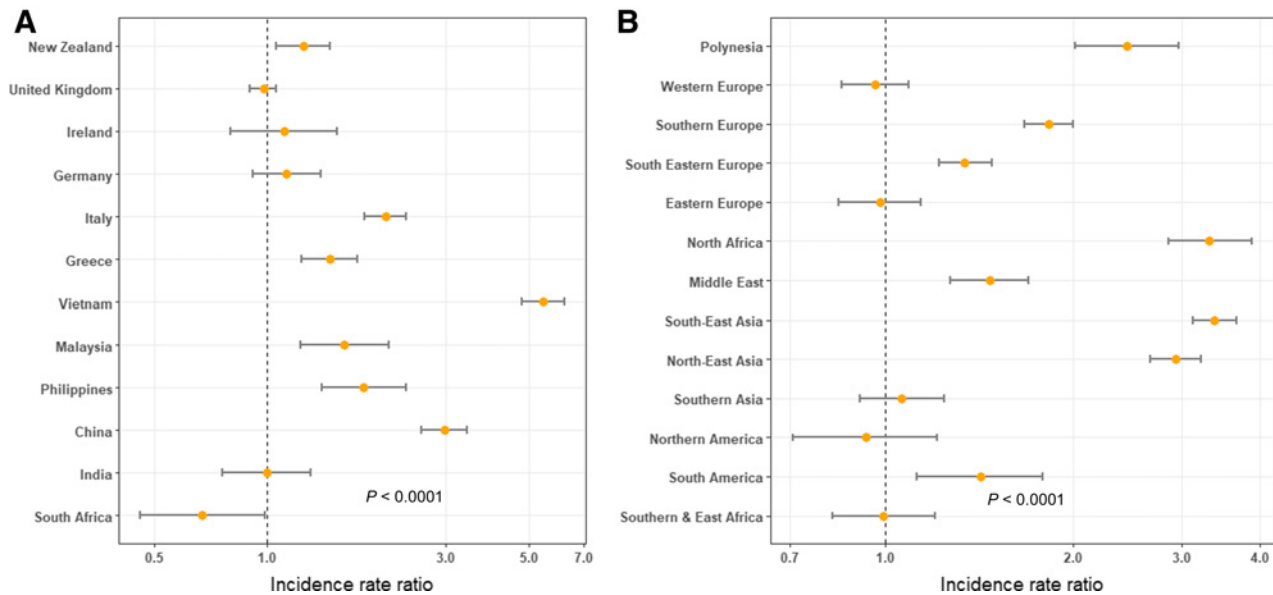 A
New Zealand
United Kingdom
Ireland
Germany
Italy
Greece
Vietnam
Malaysia
Philippines
China
India
South Africa
P < 0.0001
0.5 1.0 3.0 5.0 7.0
Incidence rate ratio
B
Polynesia
Western Europe
Southern Europe
South Eastern Europe
Eastern Europe
North Africa
Middle East
South-East Asia
North-East Asia
Southern Asia
Northern America
South America
Southern & East Africa
P < 0.0001
0.7 1.0 2.0 3.0 4.0
Incidence rate ratio